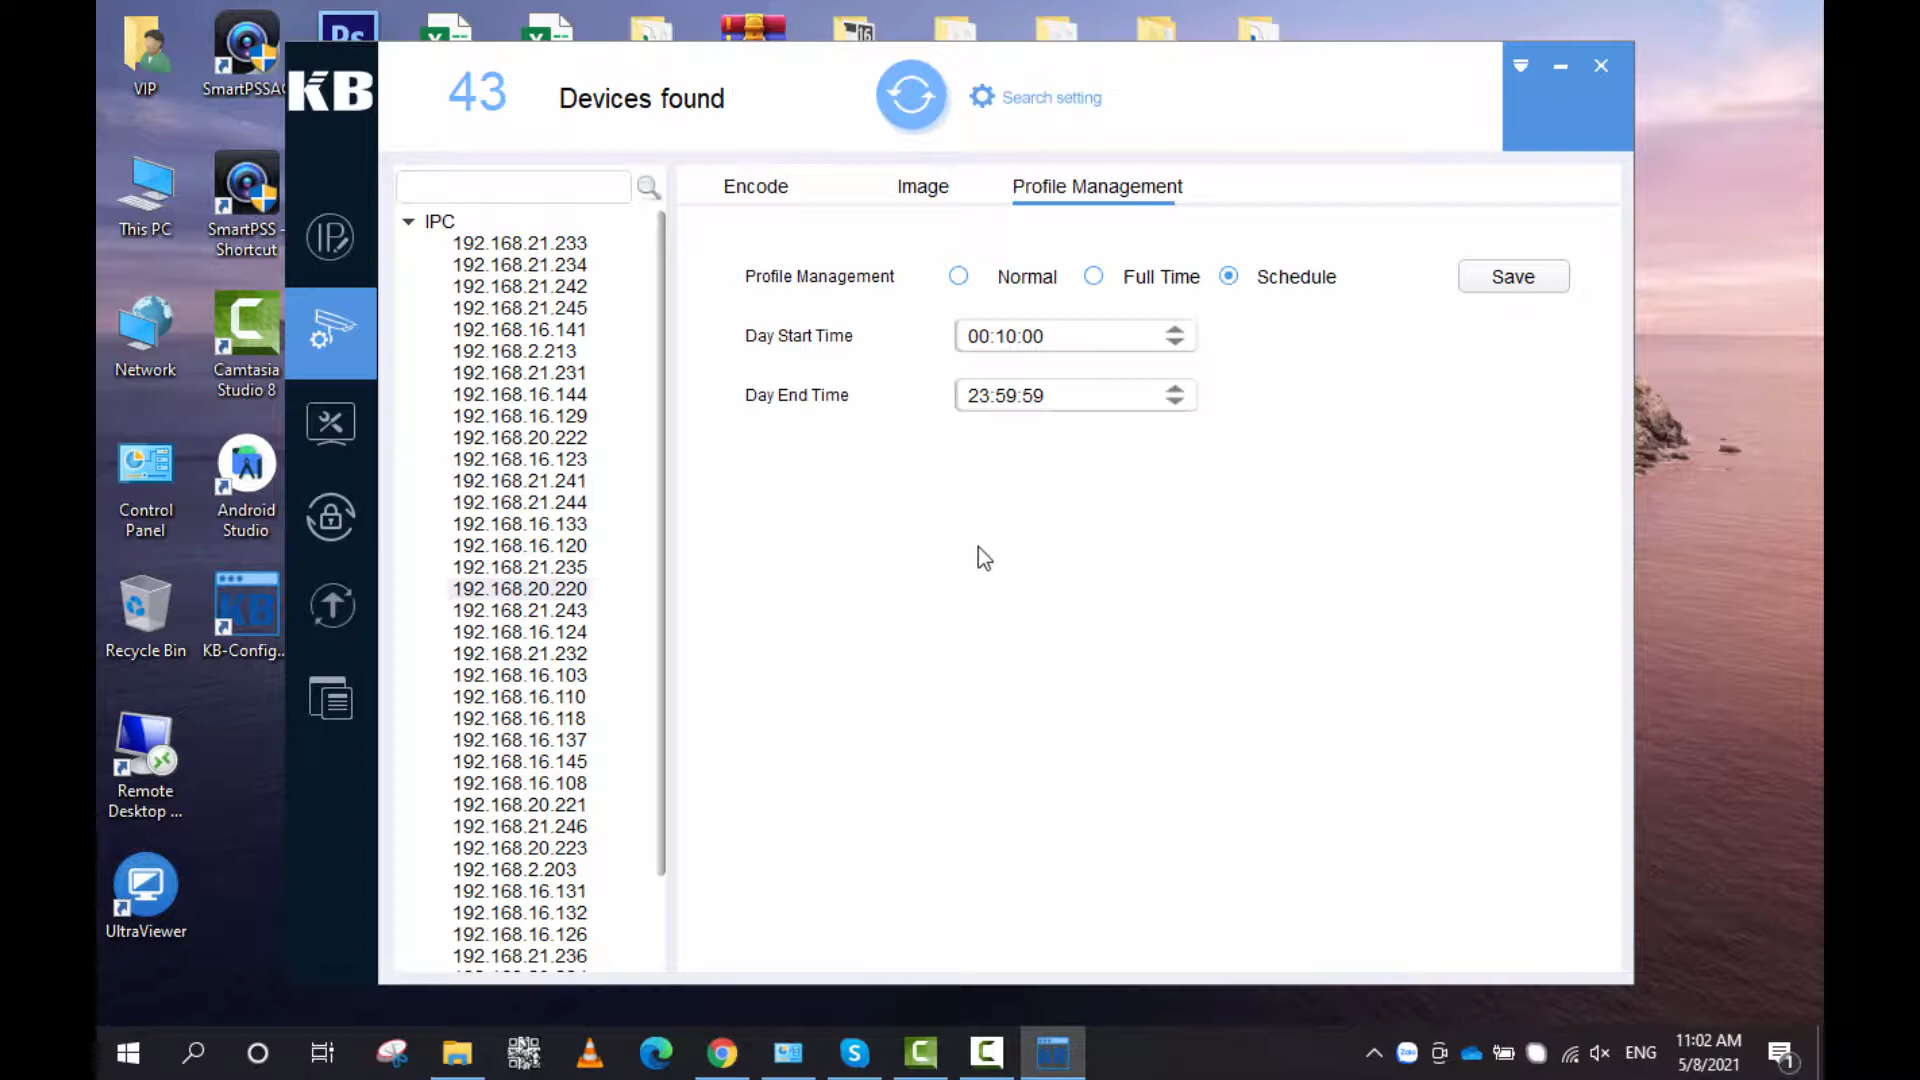 VIP
SmartPSSAC
Ps
16
KB
43
Devices found
Search setting
This PC
SmartPSS -
Shortcut
Network
Camtasia
Studio 8
Control
Panel
Android
Studio
Recycle Bin
KB-Config...
Remote
Desktop ...
UltraViewer
IP
IPC
192.168.21.233
192.168.21.234
192.168.21.242
192.168.21.245
192.168.16.141
192.168.2.213
192.168.21.231
192.168.16.144
192.168.16.129
192.168.20.222
192.168.16.123
192.168.21.241
192.168.21.244
192.168.16.133
192.168.16.120
192.168.21.235
192.168.20.220
192.168.21.243
192.168.16.124
192.168.21.232
192.168.16.103
192.168.16.110
192.168.16.118
192.168.16.137
192.168.16.145
192.168.16.108
192.168.20.221
192.168.21.246
192.168.20.223
192.168.2.203
192.168.16.131
192.168.16.132
192.168.16.126
192.168.21.236
Encode
Image
Profile Management
Profile Management
Normal
Full Time
Schedule
Save
Day Start Time
00:10:00
Day End Time
23:59:59
Zalo
ENG
11:02 AM
5/8/2021
1